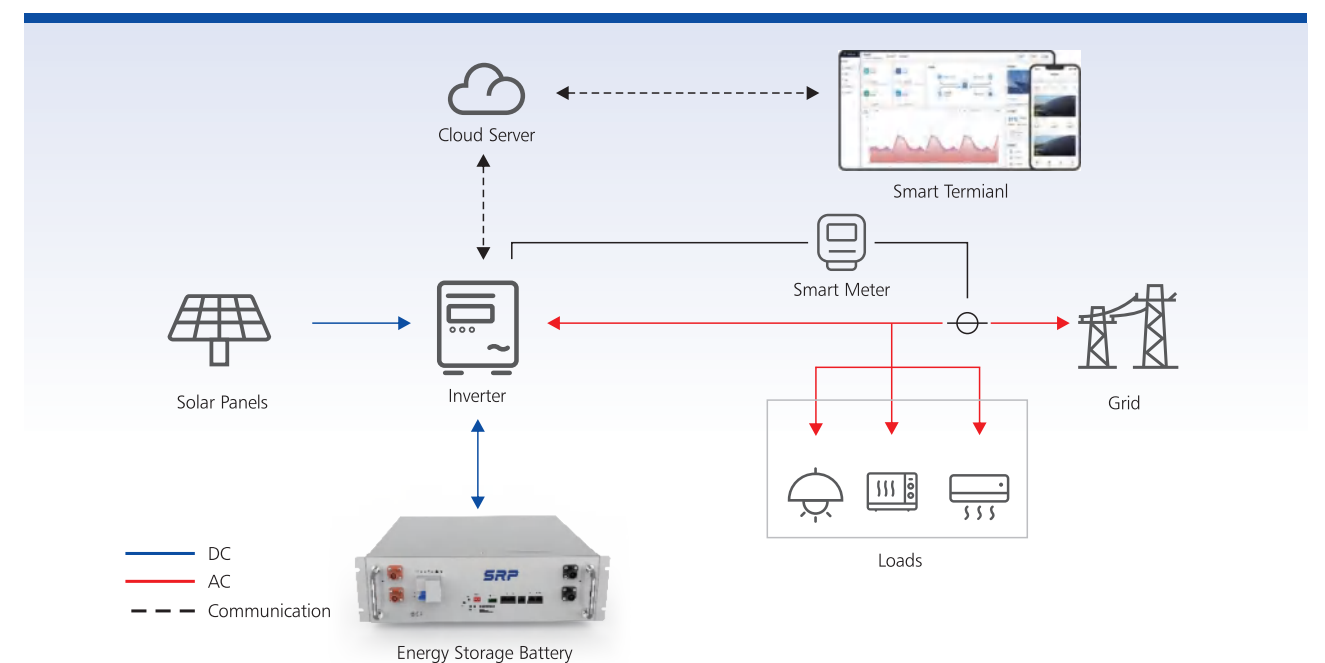 Cloud Server
Smart Termianl
Smart Meter
Solar Panels
Inverter
Grid
Loads
DC
AC
Communication
SRP
Energy Storage Battery